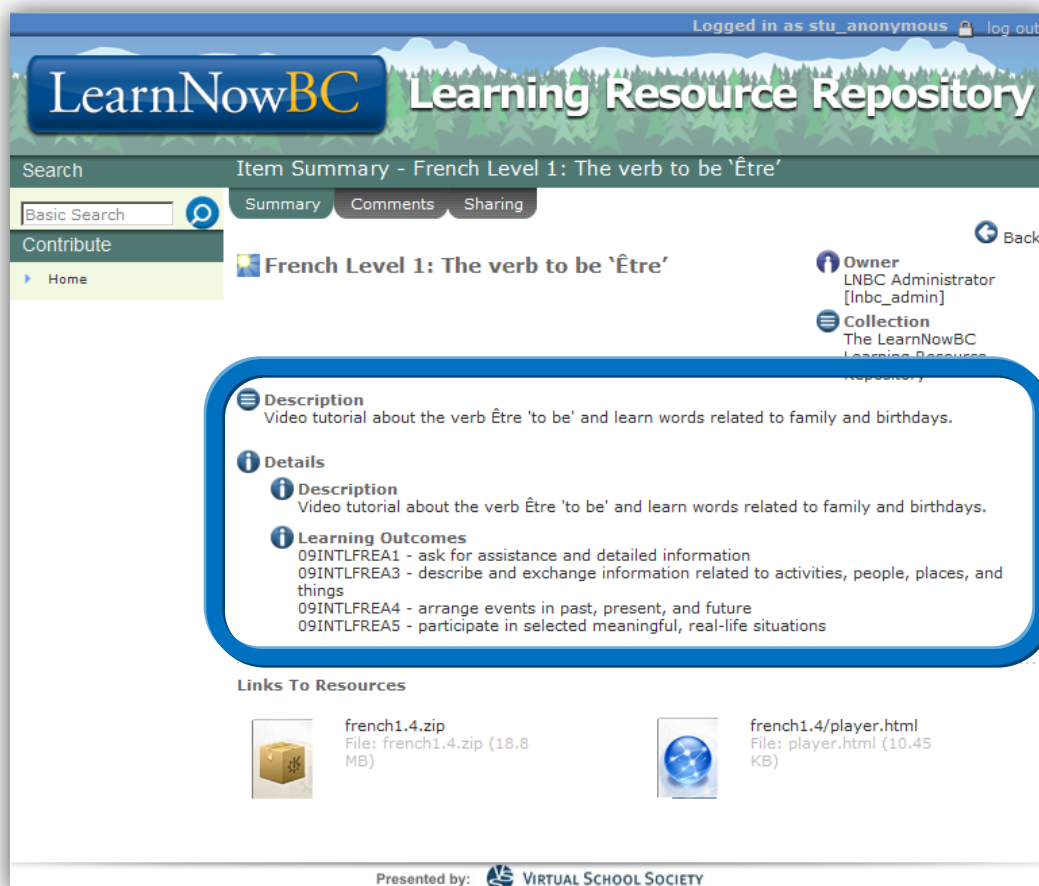 Logged in as stu_anonymous log out
LearnNowBC Learning Resource Repository
Search
Item Summary - French Level 1: The verb to be `Être’
Basic Search
Summary Comments Sharing
Back
Contribute
Home
French Level 1: The verb to be `Être’
Owner
LNBC Administrator
[lnbc_admin]
Collection
The LearnNowBC
Learning Resource
Repository
Description
Video tutorial about the verb Être 'to be' and learn words related to family and birthdays.
Details
Description
Video tutorial about the verb Être 'to be' and learn words related to family and birthdays.
Learning Outcomes
09INTLFREA1 - ask for assistance and detailed information
09INTLFREA3 - describe and exchange information related to activities, people, places, and
things
09INTLFREA4 - arrange events in past, present, and future
09INTLFREA5 - participate in selected meaningful, real-life situations
Links To Resources
french1.4.zip
File: french1.4.zip (18.8
MB)
french1.4/player.html
File: player.html (10.45
KB)
Presented by: VS VIRTUAL SCHOOL SOCIETY